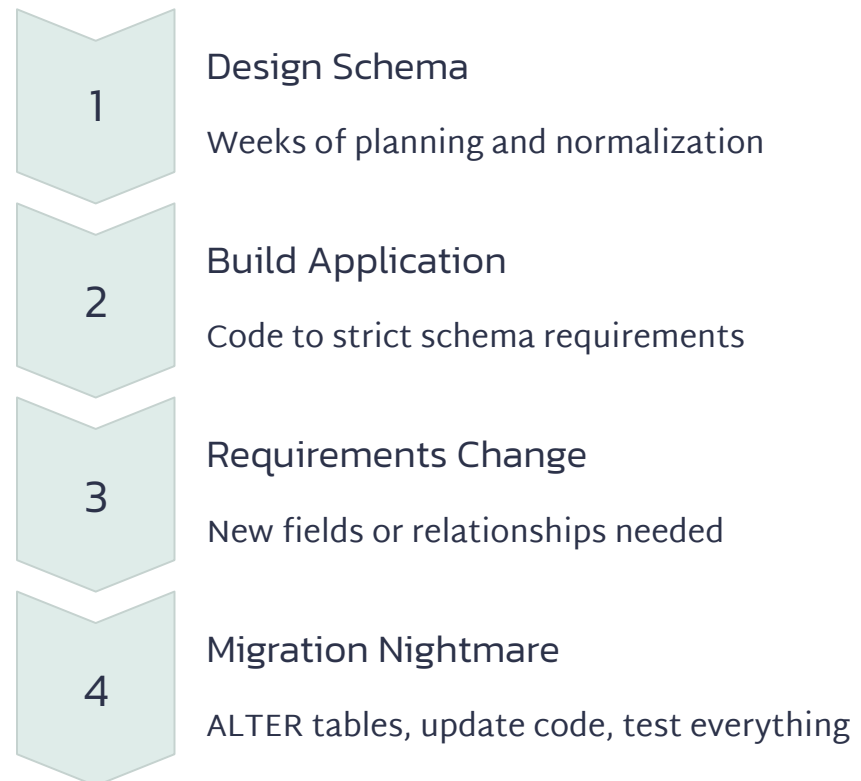 1
Design Schema
Weeks of planning and normalization
2
Build Application
Code to strict schema requirements
3
Requirements Change
New fields or relationships needed
4
Migration Nightmare
ALTER tables, update code, test everything